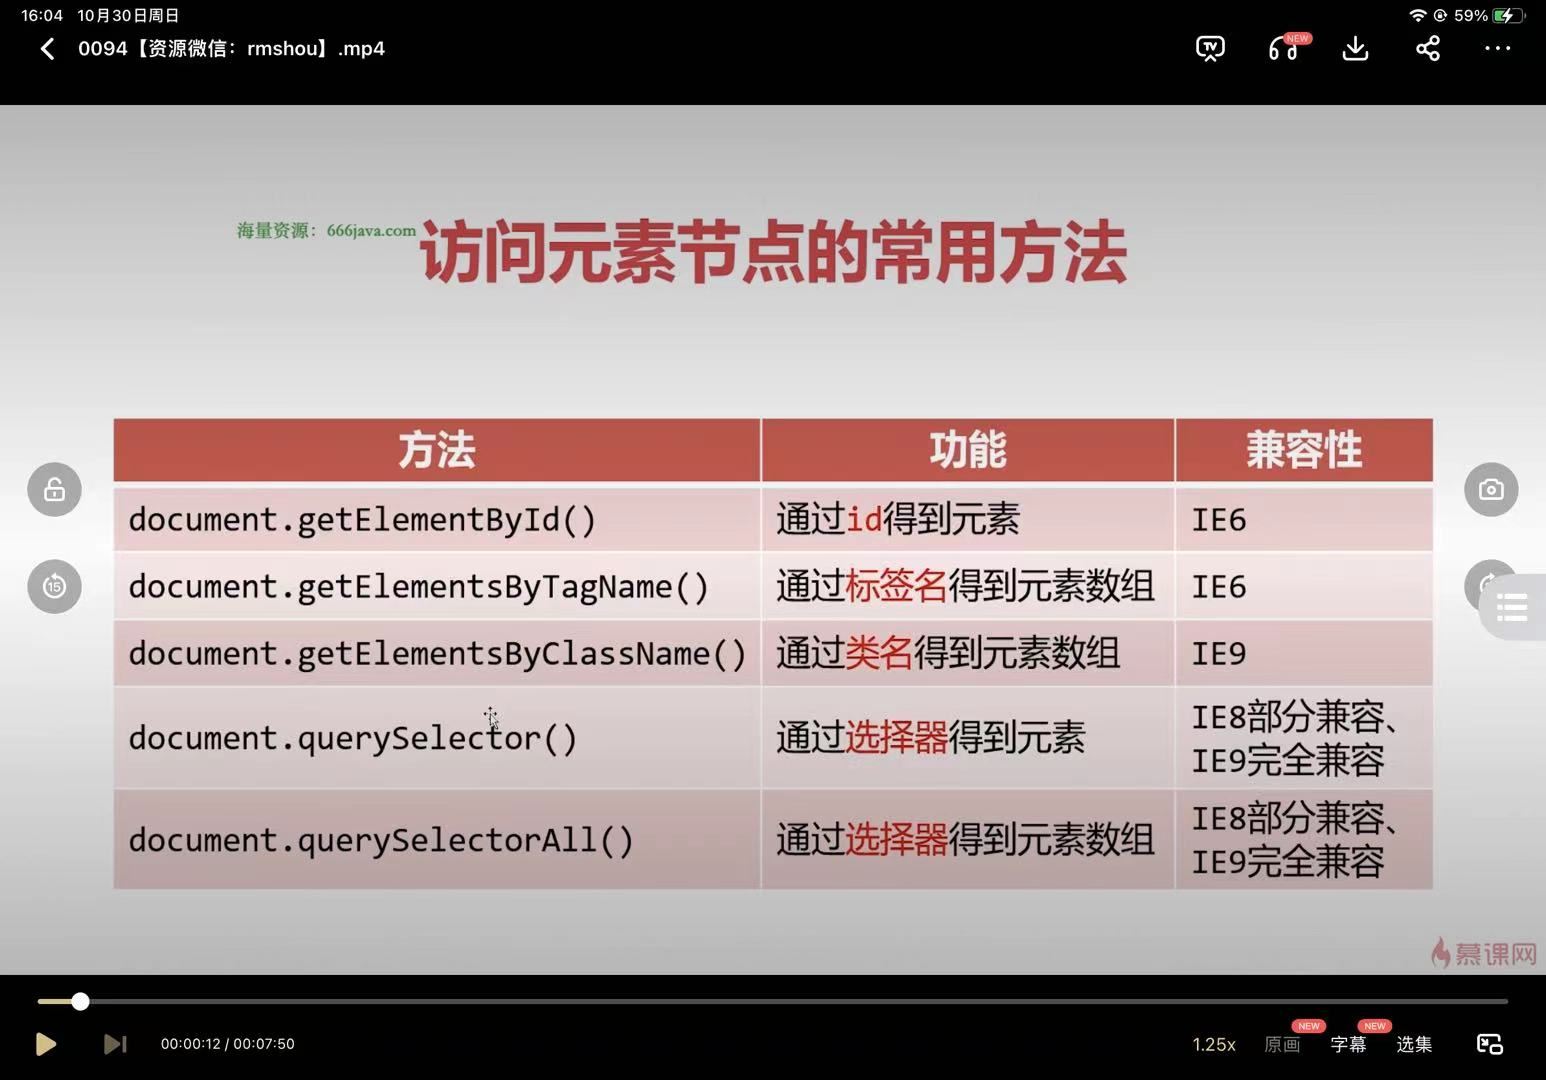 16:04 10月30日周日
59%
0094【资源微信：rmshou】.mp4
NEW
海量资源：666java.com
访问元素节点的常用方法
方法 功能 兼容性
document.getElementById() 通过id得到元素 IE6
document.getElementsByTagName() 通过标签名得到元素数组 IE6
document.getElementsByClassName() 通过类名得到元素数组 IE9
document.querySelector() 通过选择器得到元素 IE8部分兼容、
IE9完全兼容
document.querySelectorAll() 通过选择器得到元素数组 IE8部分兼容、
IE9完全兼容
15
慕课网
00:00:12 / 00:07:50
1.25x
原画 NEW
字幕 NEW
选集